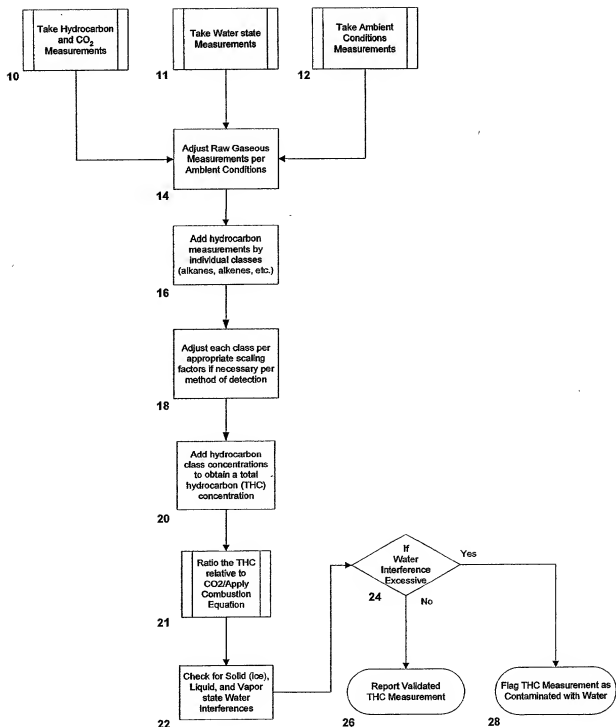 Take Hydrocarbon
and CO2
Measurements
10
Take Water state
Measurements
11
Take Ambient
Conditions
Measurements
12
Adjust Raw Gaseous
Measurements per
Ambient Conditions
14
Add hydrocarbon
measurements by
individual classes
(alkanes, alkenes, etc.)
16
Adjust each class per
appropriate scaling
factors if necessary per
method of detection
18
Add hydrocarbon
class concentrations
to obtain a total
hydrocarbon (THC)
concentration
20
Ratio the THC
relative to
CO2/Apply
Combustion
Equation
21
Check for Solid (ice),
Liquid, and Vapor
state Water
Interferences
22
If
Water
Interference
Excessive
24
Yes
No
Report Validated
THC Measurement
26
Flag THC Measurement as
Contaminated with Water
28